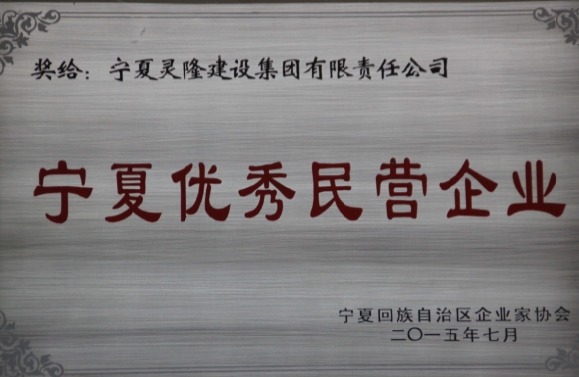 奖给：宁夏灵隆建设集团有限责任公司
宁夏优秀民营企业
宁夏回族自治区企业家协会
二〇一五年七月